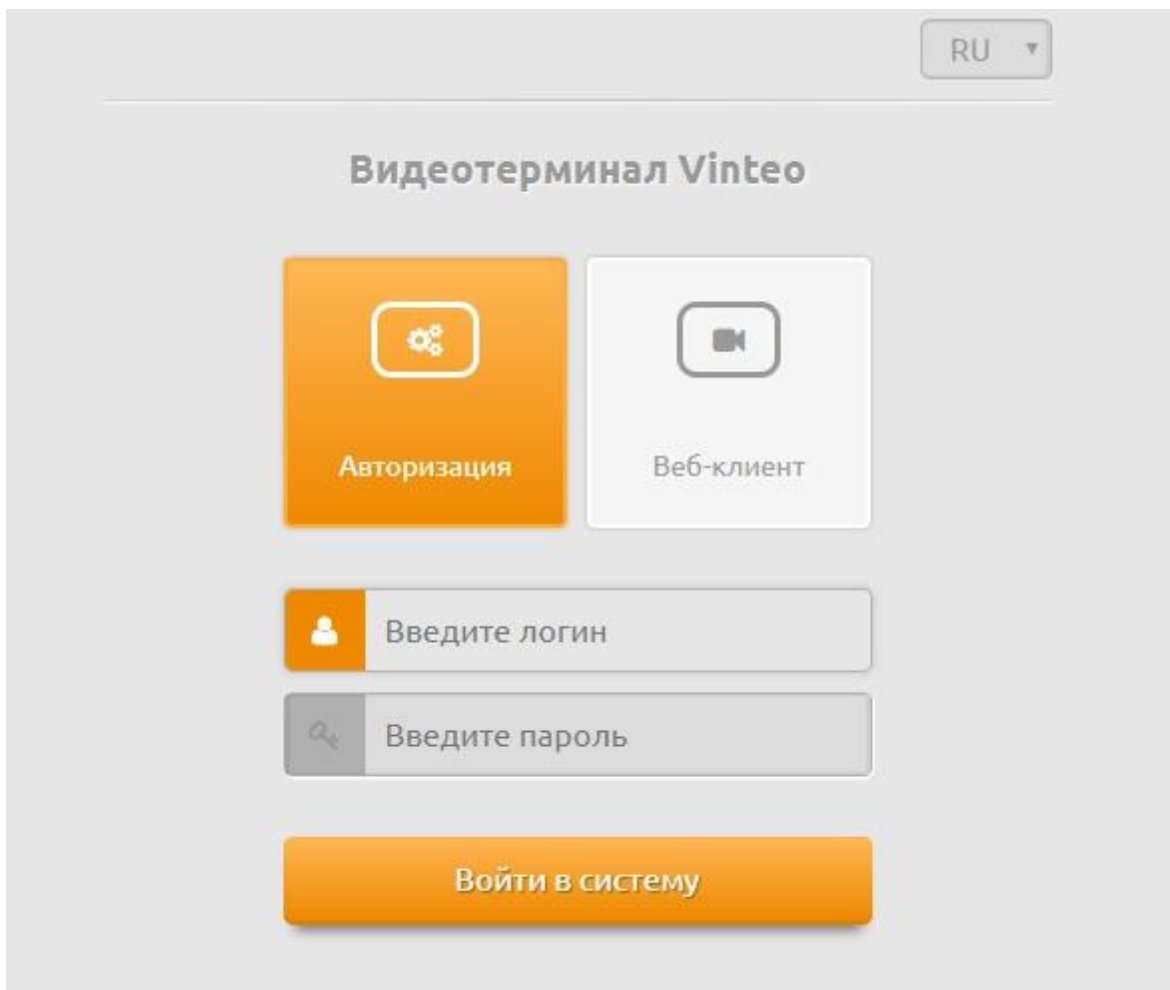 RU
Видеотерминал Vinteo
Авторизация
Веб-клиент
Введите логин
Введите пароль
Войти в систему